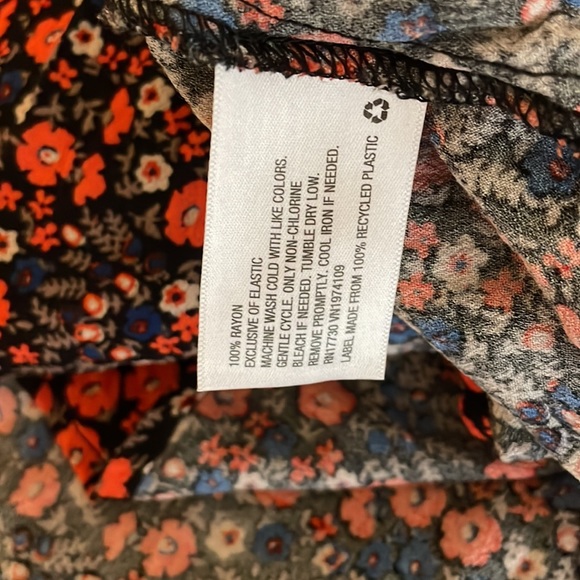 100% RAYON
EXCLUSIVE OF ELASTIC
MACHINE WASH COLD WITH LIKE COLORS.
GENTLE CYCLE. ONLY NON-CHLORINE
BLEACH IF NEEDED. TUMBLE DRY LOW.
REMOVE PROMPTLY. COOL IRON IF NEEDED.
RN17730 VN1974109
LABEL MADE FROM 100% RECYCLED PLASTIC